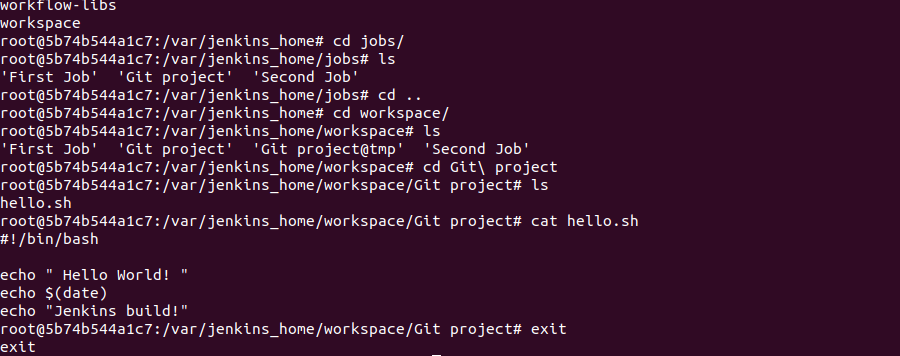 workflow-libs
workspace
root@5b74b544a1c7:/var/jenkins_home# cd jobs/
root@5b74b544a1c7:/var/jenkins_home/jobs# ls
'First Job'  'Git project'  'Second Job'
root@5b74b544a1c7:/var/jenkins_home/jobs# cd ..
root@5b74b544a1c7:/var/jenkins_home# cd workspace/
root@5b74b544a1c7:/var/jenkins_home/workspace# ls
'First Job'  'Git project'  'Git project@tmp'  'Second Job'
root@5b74b544a1c7:/var/jenkins_home/workspace# cd Git\ project
root@5b74b544a1c7:/var/jenkins_home/workspace/Git project# ls
hello.sh
root@5b74b544a1c7:/var/jenkins_home/workspace/Git project# cat hello.sh
#!/bin/bash

echo " Hello World! "
echo $(date)
echo "Jenkins build!"
root@5b74b544a1c7:/var/jenkins_home/workspace/Git project# exit
exit